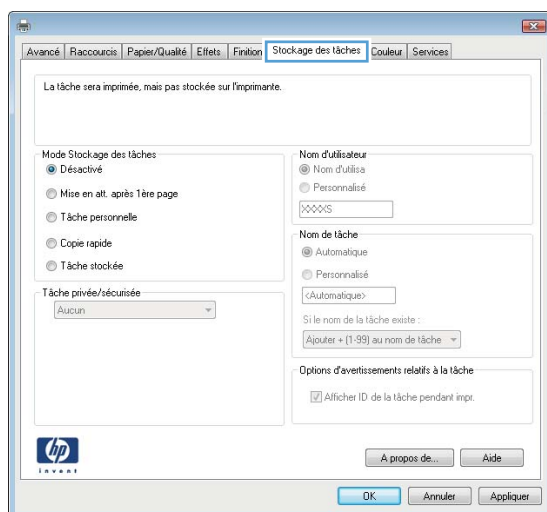 Avancé Raccourcis Papier/Qualité Effets Finition Stockage des tâches Couleur Services
La tâche sera imprimée, mais pas stockée sur l'imprimante.
Mode Stockage des tâches
Désactivé
Mise en att. après 1ère page
Tâche personnelle
Copie rapide
Tâche stockée
Tâche privée/sécurisée
Aucun
Nom d'utilisateur
Nom d'utilisa
Personnalisé
XXXXS
Nom de tâche
Automatique
Personnalisé
<Automatique>
Si le nom de la tâche existe :
Ajouter + (1-99) au nom de tâche
Options d'avertissements relatifs à la tâche
Afficher ID de la tâche pendant impr.
hp
invent
A propos de... Aide
OK Annuler Appliquer